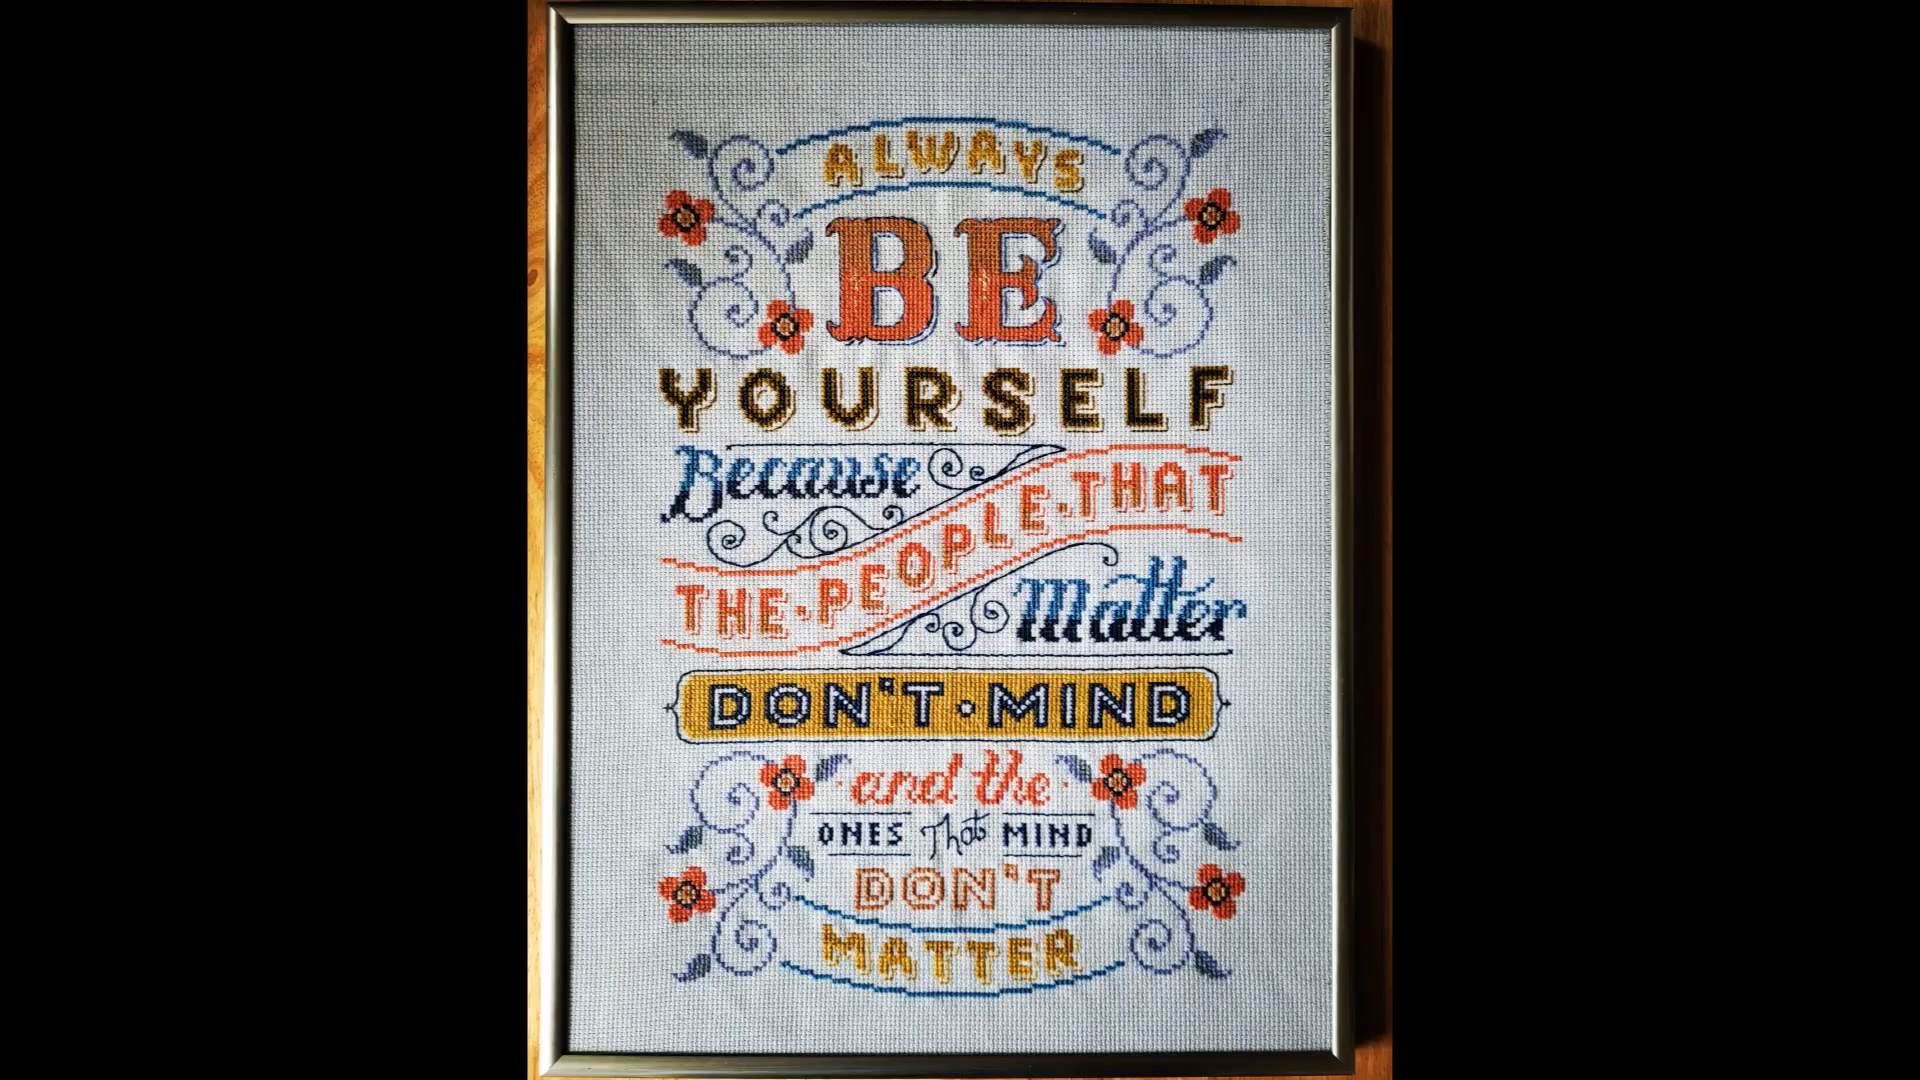 ALWAYS
BE
YOURSELF
Because
THE·PEOPLE·THAT
Matter
DON'T·MIND
·and the·
ONES That MIND
DON'T
MATTER